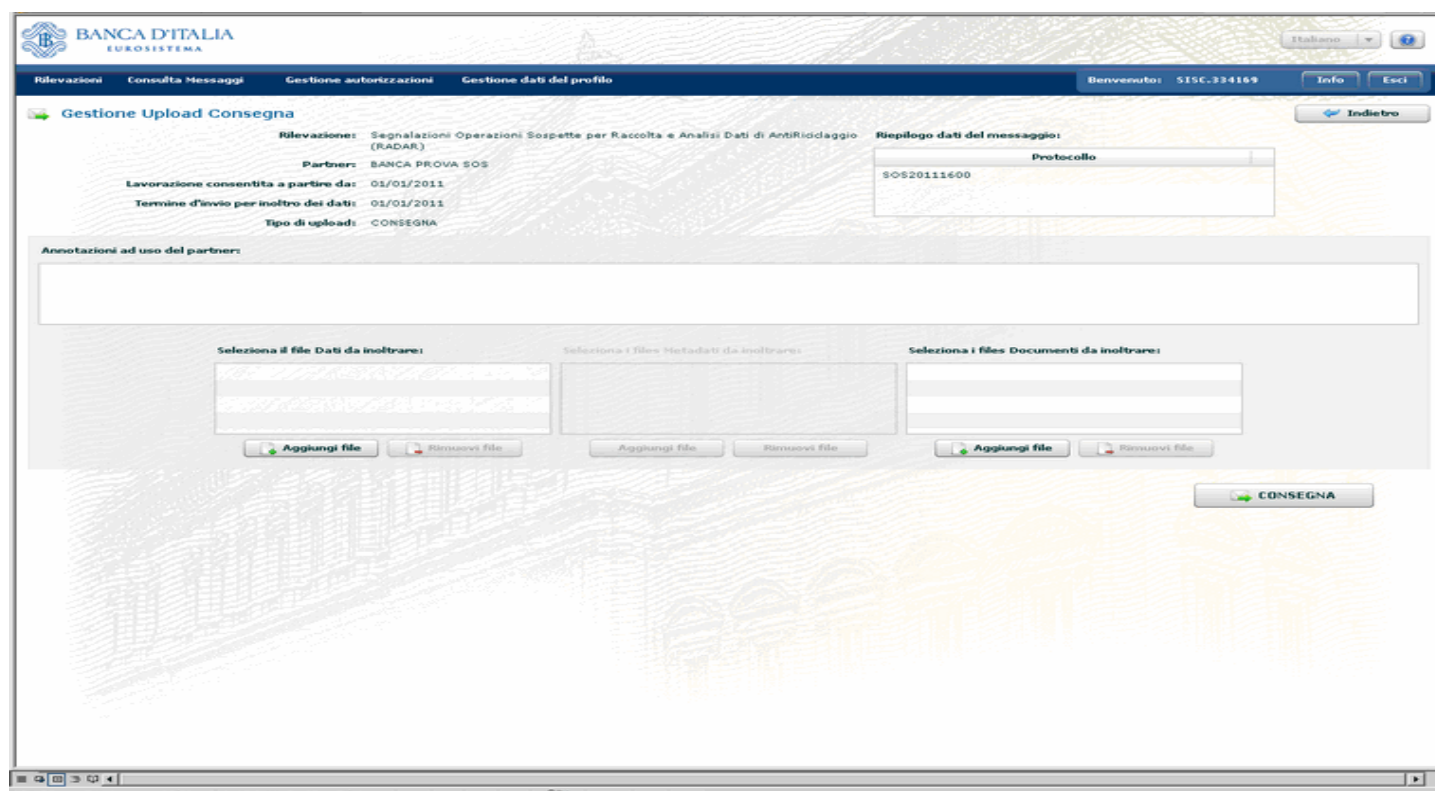 BANCA D'ITALIA
EUROSISTEMA
Italiano
Rilevazioni Consulta Messaggi Gestione autorizzazioni Gestione dati del profilo Benvenuto: SISC.334169 Info Esci
Gestione Upload Consegna
Indietro
Rilevazione: Segnalazioni Operazioni Sospette per Raccolta e Analisi Dati di AntiRiciclaggio (RADAR)
Partner: BANCA PROVA SOS
Lavorazione consentita a partire da: 01/01/2011
Termine d'invio per inoltro dei dati: 01/01/2011
Tipo di upload: CONSEGNA
Riepilogo dati del messaggio:
Protocollo
SOS20111600
Annotazioni ad uso del partner:
Seleziona il file Dati da inoltrare: Seleziona i files Metadati da inoltrare: Seleziona i files Documenti da inoltrare:
Aggiungi file Rimuovi file Aggiungi file Rimuovi file Aggiungi file Rimuovi file
CONSEGNA